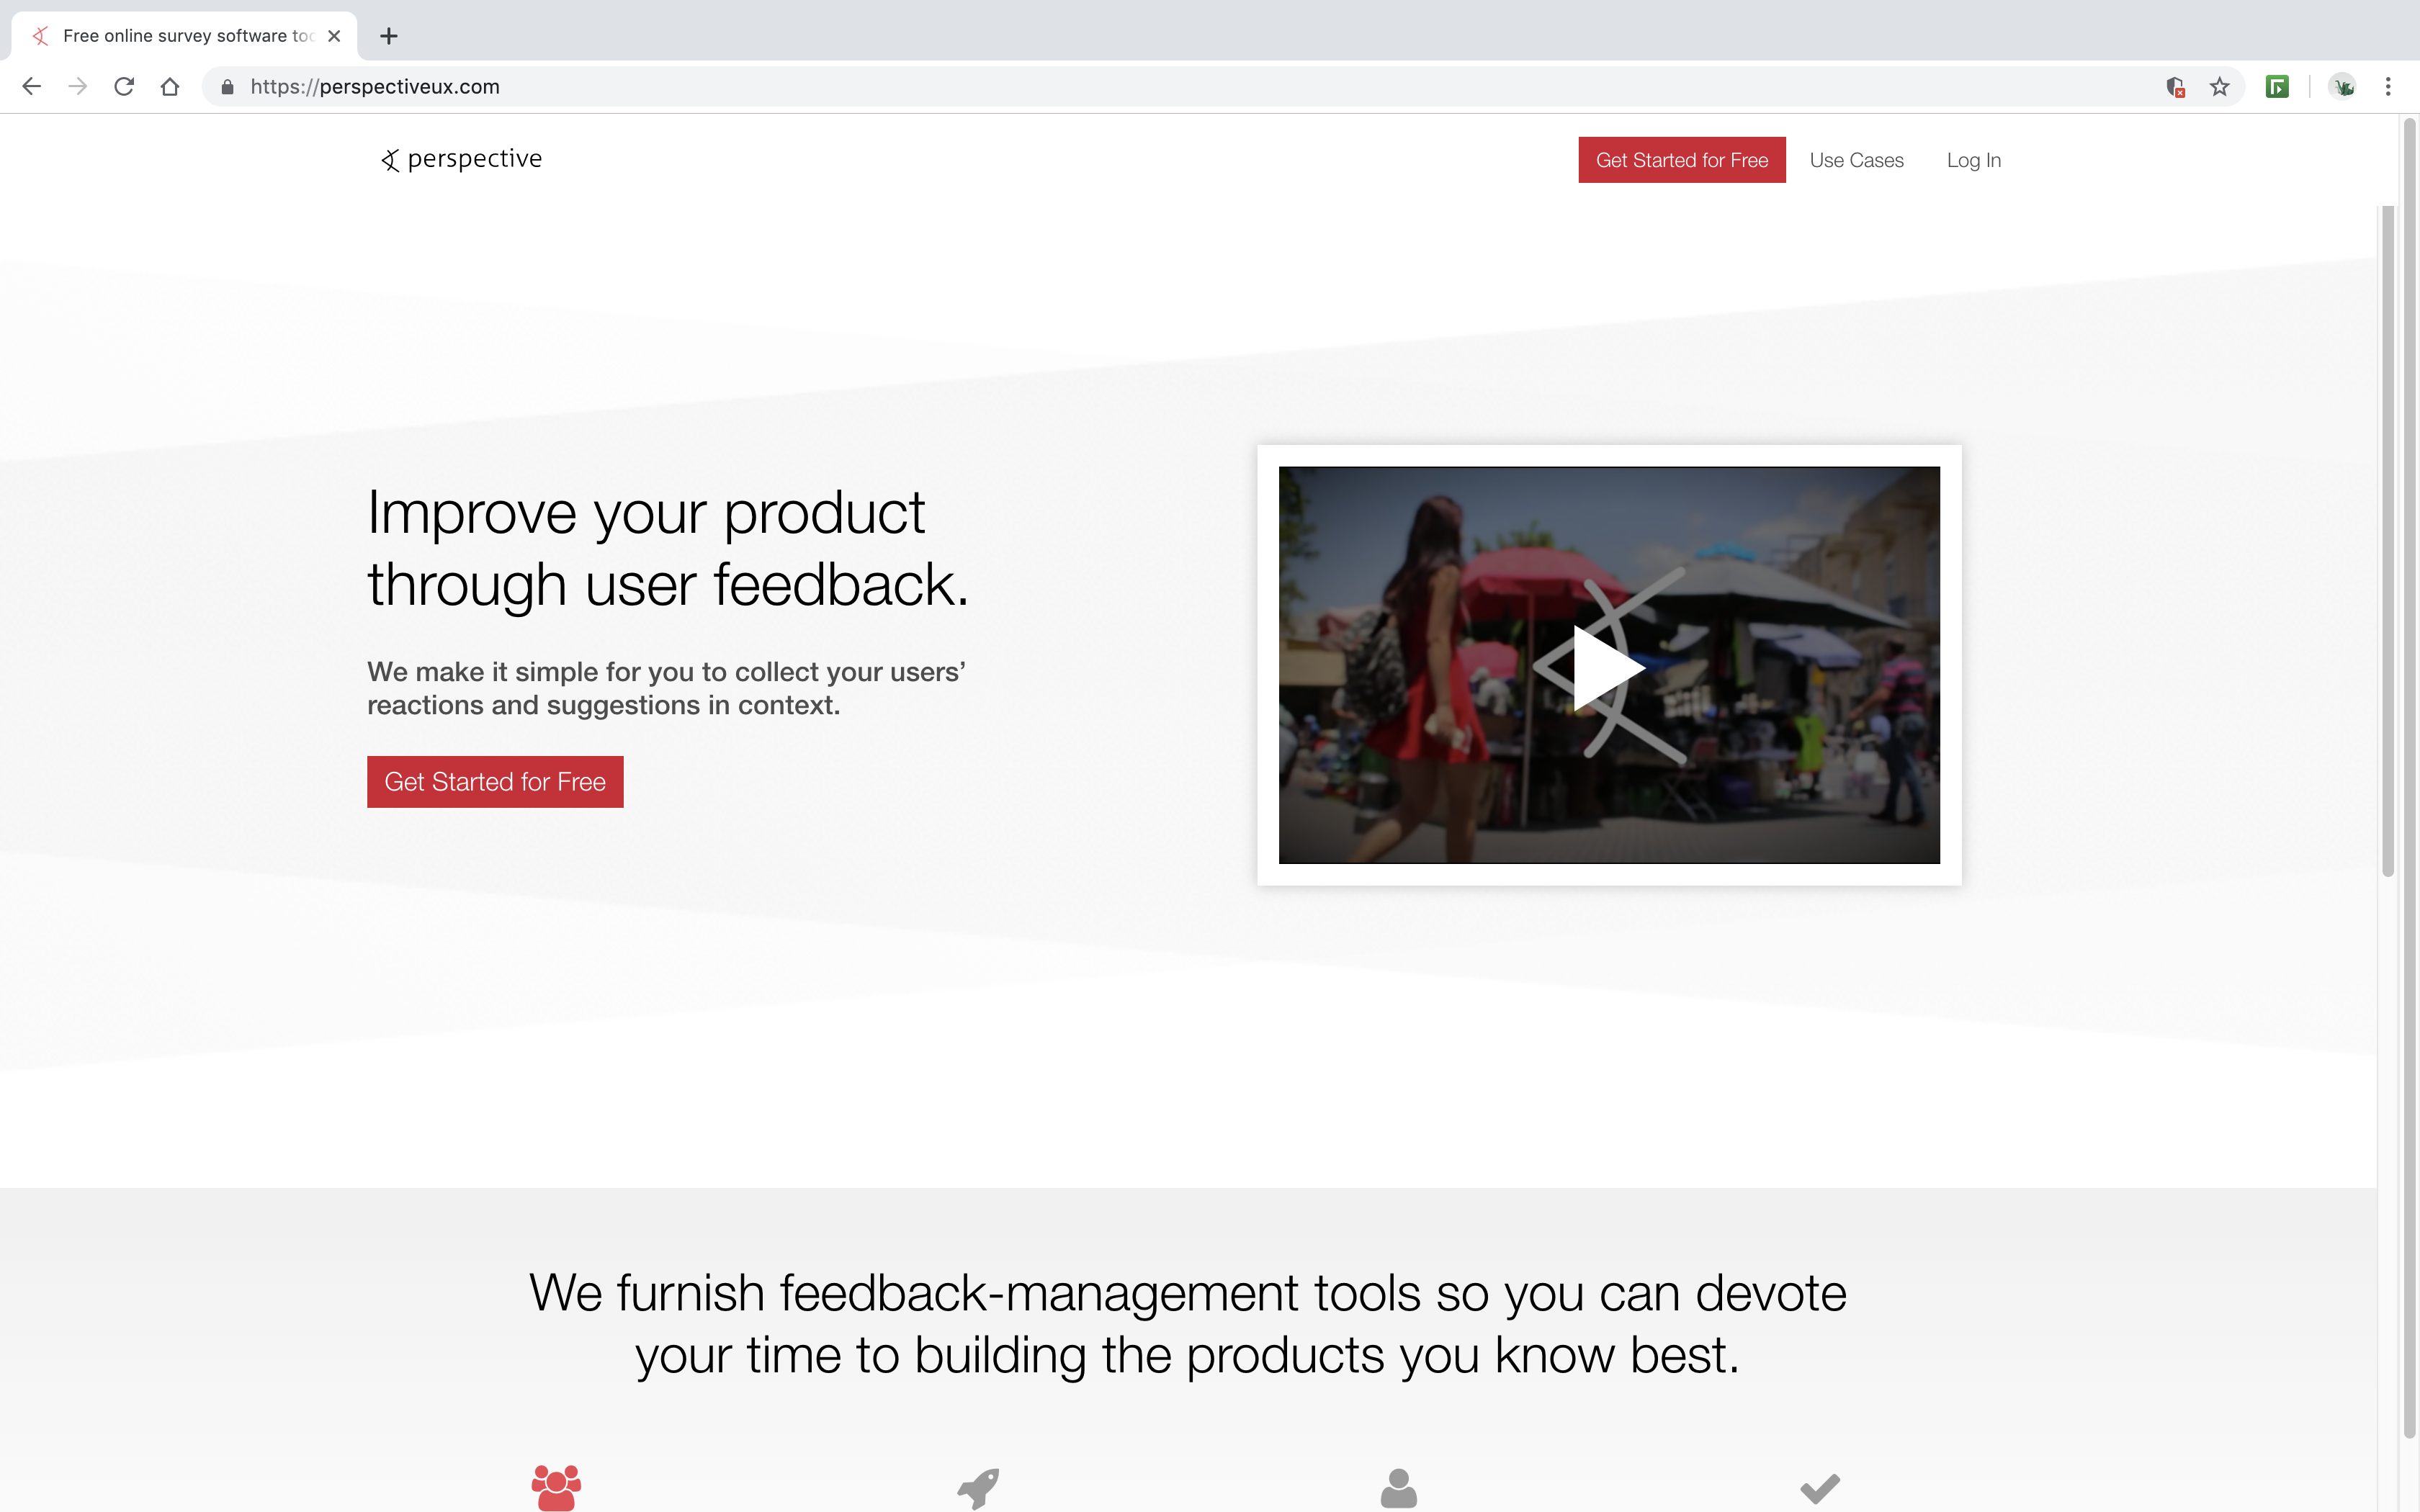 Free online survey software too
https://perspectiveux.com
perspective
Get Started for Free
Use Cases
Log In
Improve your product
through user feedback.
We make it simple for you to collect your users’
reactions and suggestions in context.
Get Started for Free
We furnish feedback-management tools so you can devote
your time to building the products you know best.